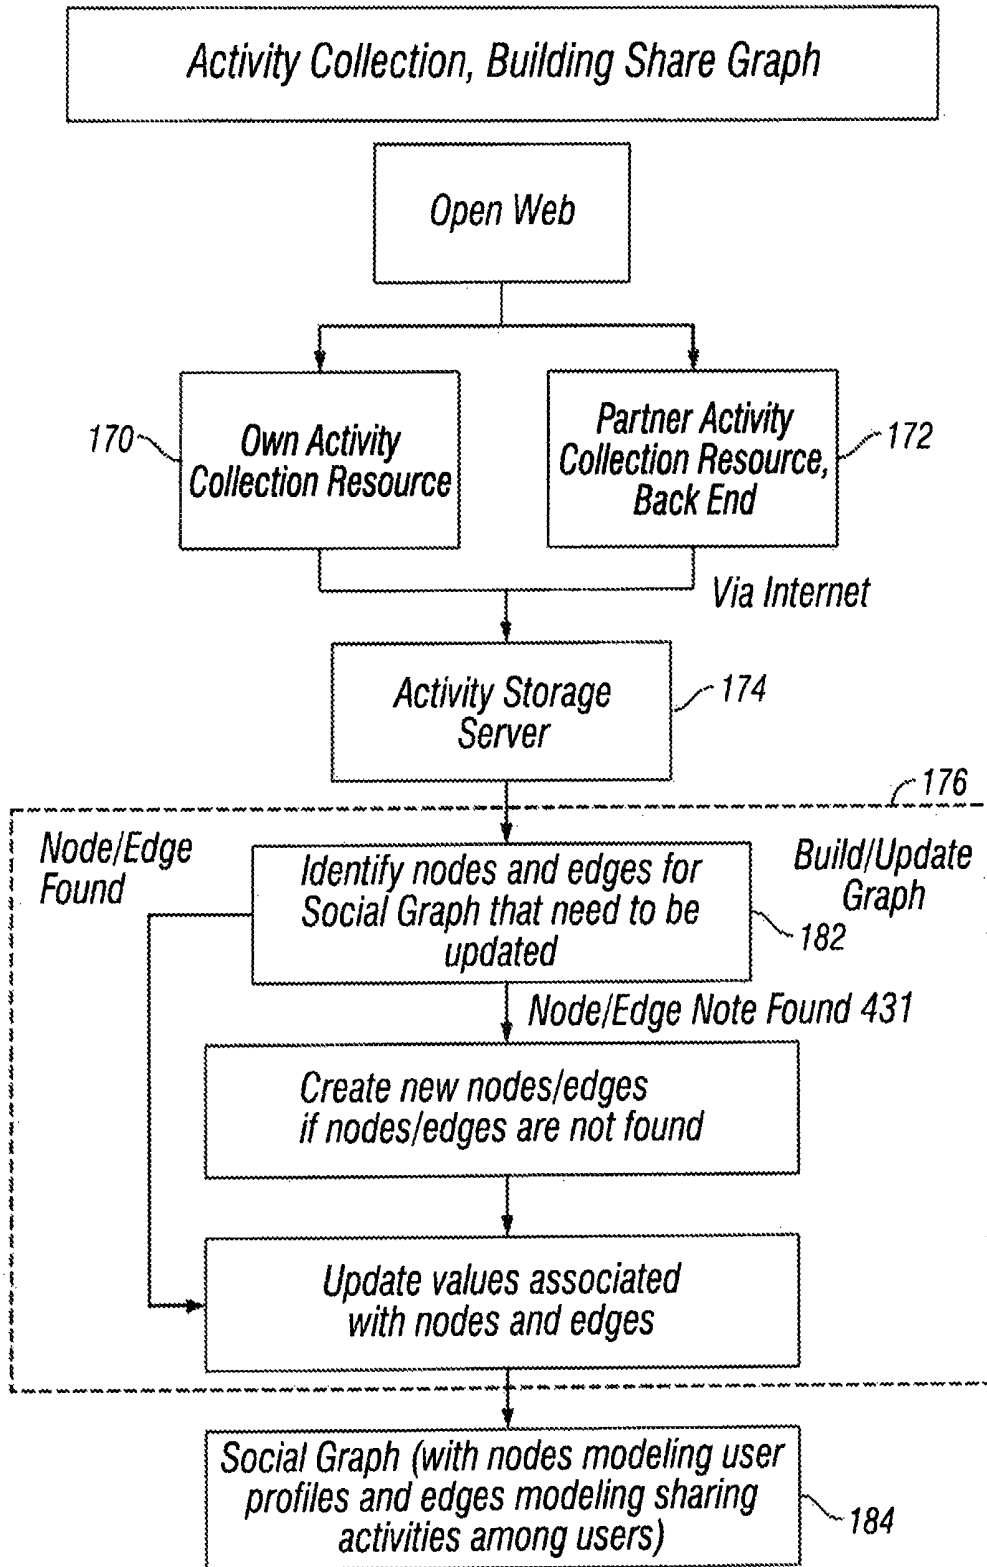 Activity Collection, Building Share Graph
Open Web
170
Own Activity
Collection Resource
Partner Activity
Collection Resource,
Back End
172
Via Internet
Activity Storage
Server
174
176
Node/Edge
Found
Identify nodes and edges for
Social Graph that need to be
updated
Build/Update
Graph
182
Node/Edge Note Found 431
Create new nodes/edges
if nodes/edges are not found
Update values associated
with nodes and edges
Social Graph (with nodes modeling user
profiles and edges modeling sharing
activities among users)
184